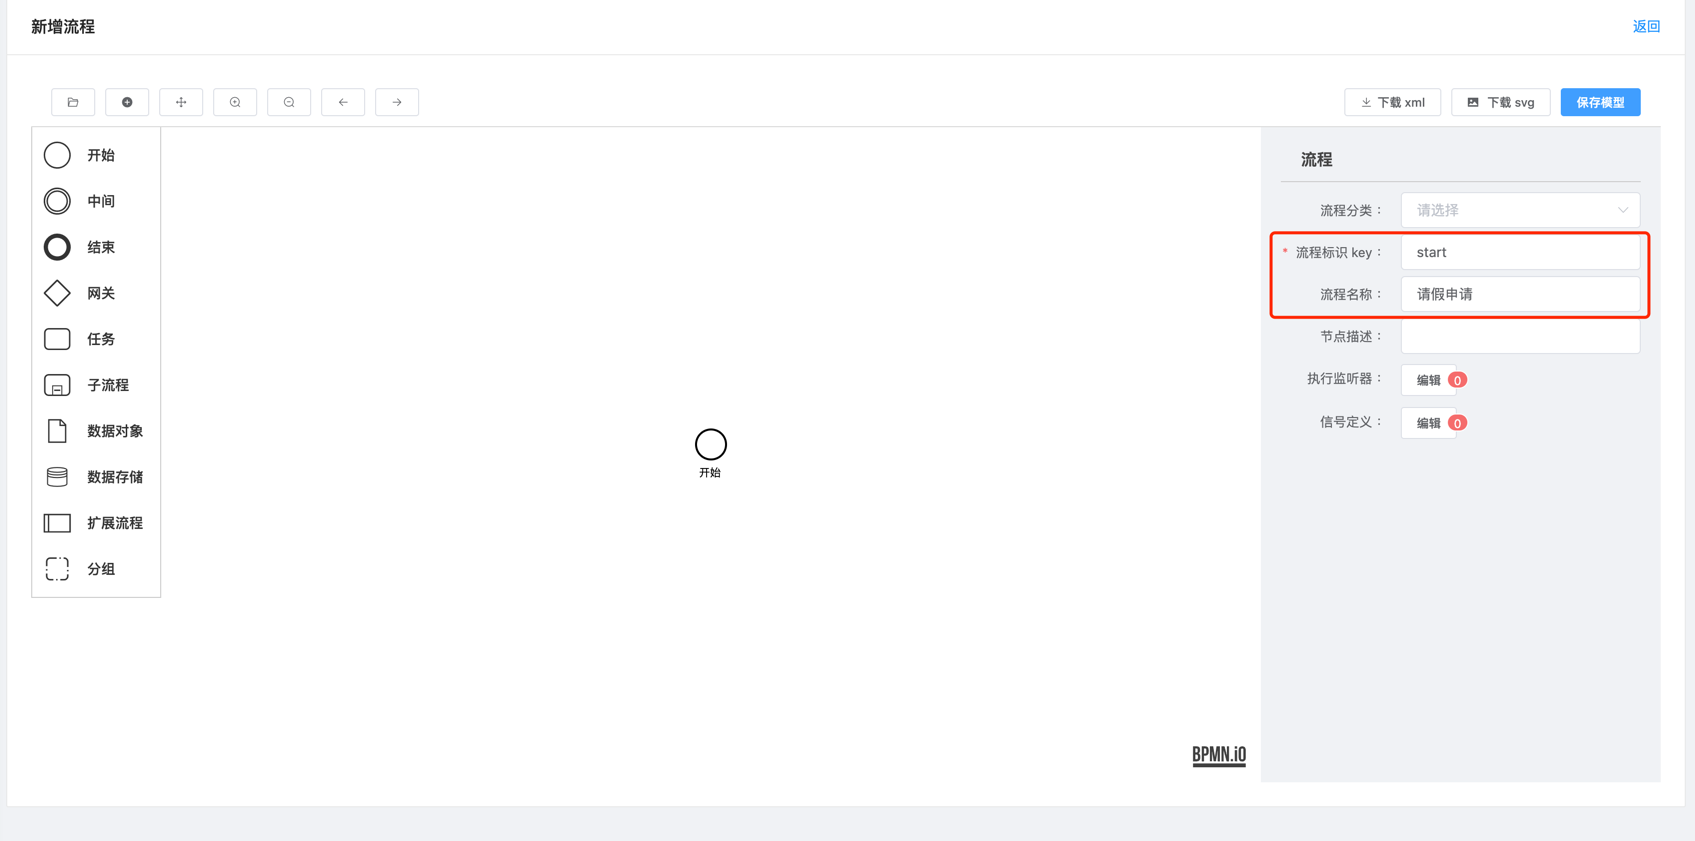 新增流程
返回
下载 xml
下载 svg
保存模型
开始
中间
结束
网关
任务
子流程
数据对象
数据存储
扩展流程
分组
开始
BPMN.iO
流程
流程分类：
请选择
* 流程标识 key：
start
流程名称：
请假申请
节点描述：
执行监听器：
编辑 0
信号定义：
编辑 0